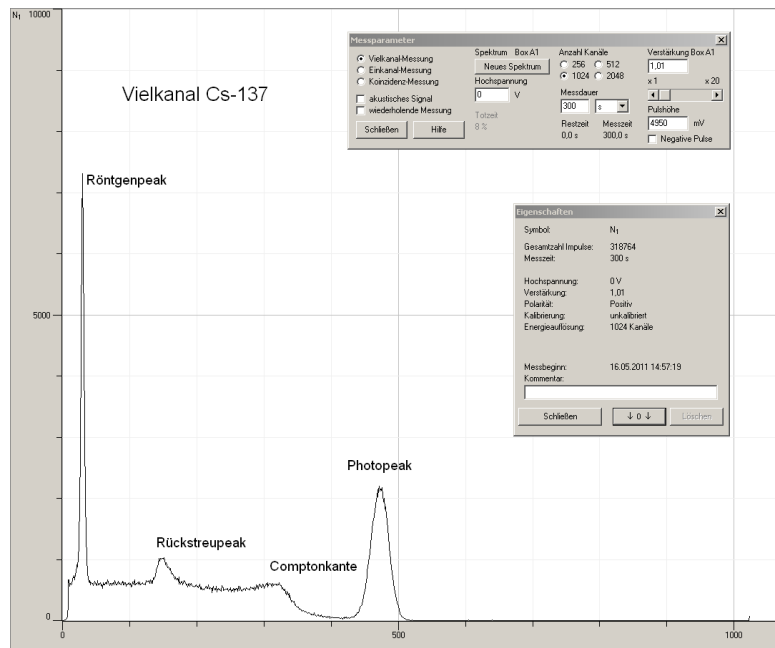 N1 10000
Vielkanal Cs-137
Röntgenpeak
5000
Photopeak
Rückstreupeak
Comptonkante
0
0 500 1000
Messparameter
Vielkanal-Messung
Einkanal-Messung
Koinzidenz-Messung
akustisches Signal
wiederholende Messung
Schließen Hilfe
Spektrum Box A1
Neues Spektrum
Hochspannung
0 V
Totzeit
8 %
Anzahl Kanäle
256 512
1024 2048
Messdauer
300 s
Restzeit Messzeit
0,0 s 300,0 s
Verstärkung Box A1
1,01
x 1 x 20
Pulshöhe
4950 mV
Negative Pulse
Eigenschaften
Symbol: N1
Gesamtzahl Impulse: 318764
Messzeit: 300 s
Hochspannung: 0 V
Verstärkung: 1,01
Polarität: Positiv
Kalibrierung: unkalibriert
Energieauflösung: 1024 Kanäle
Messbeginn: 16.05.2011 14:57:19
Kommentar:
Schließen ↓ 0 ↓ Löschen